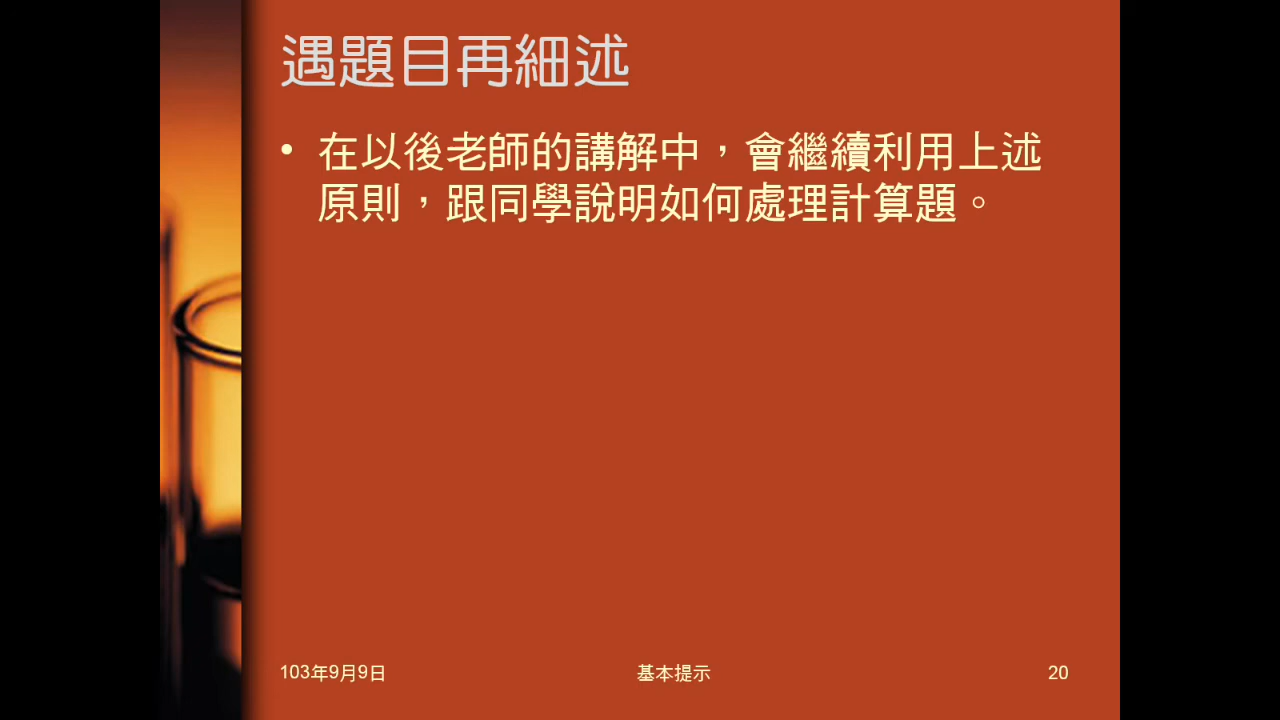 遇題目再細述
• 在以後老師的講解中，會繼續利用上述
原則，跟同學說明如何處理計算題。
103年9月9日
基本提示
20